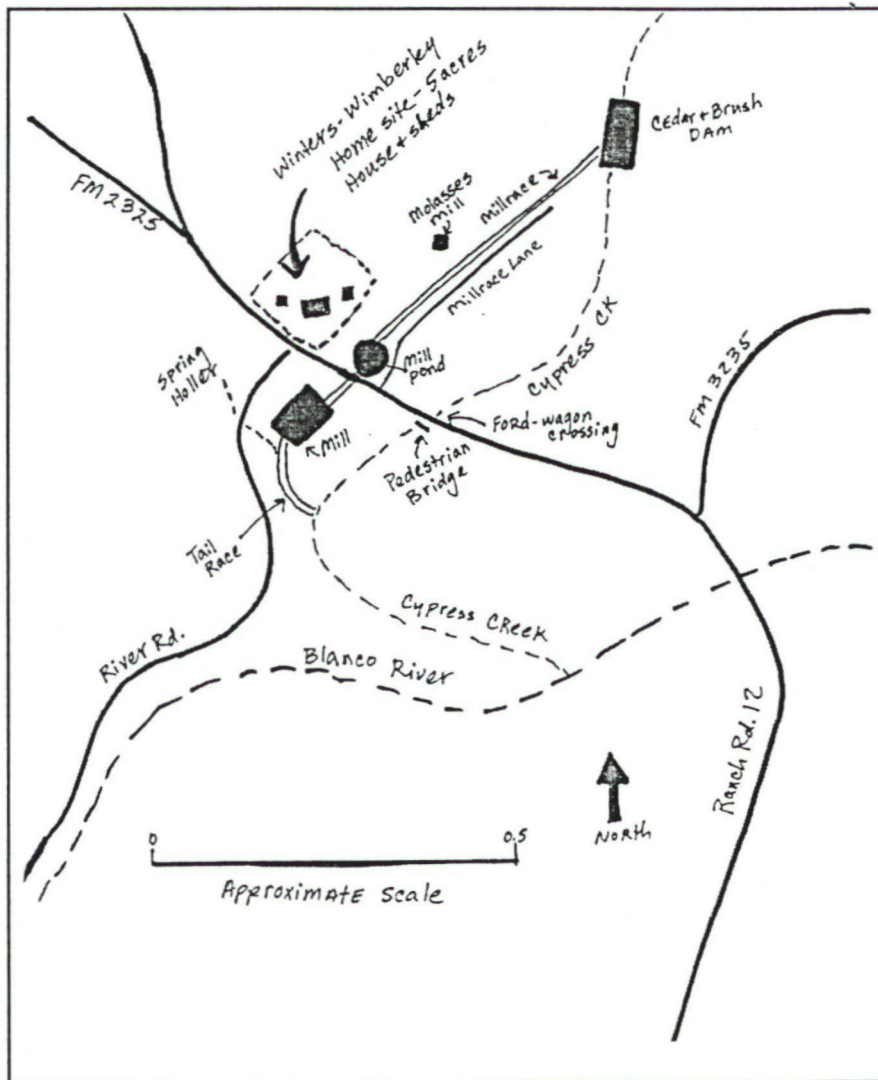 Winters-Wimberley
Home site - 5 acres
House & sheds
CEdar & Brush
DAM
FM 2325
Molasses
Mill
Millrace
Millrace Lane
Cypress CK
FM 3235
Spring
Holler
Mill
Pond
Ford-wagon
crossing
Mill
Pedestrian
Bridge
Tail
Race
Cypress CReek
River Rd.
Blanco River
Ranch Rd. 12
NORTH
0
0.5
ApproximAtE Scale